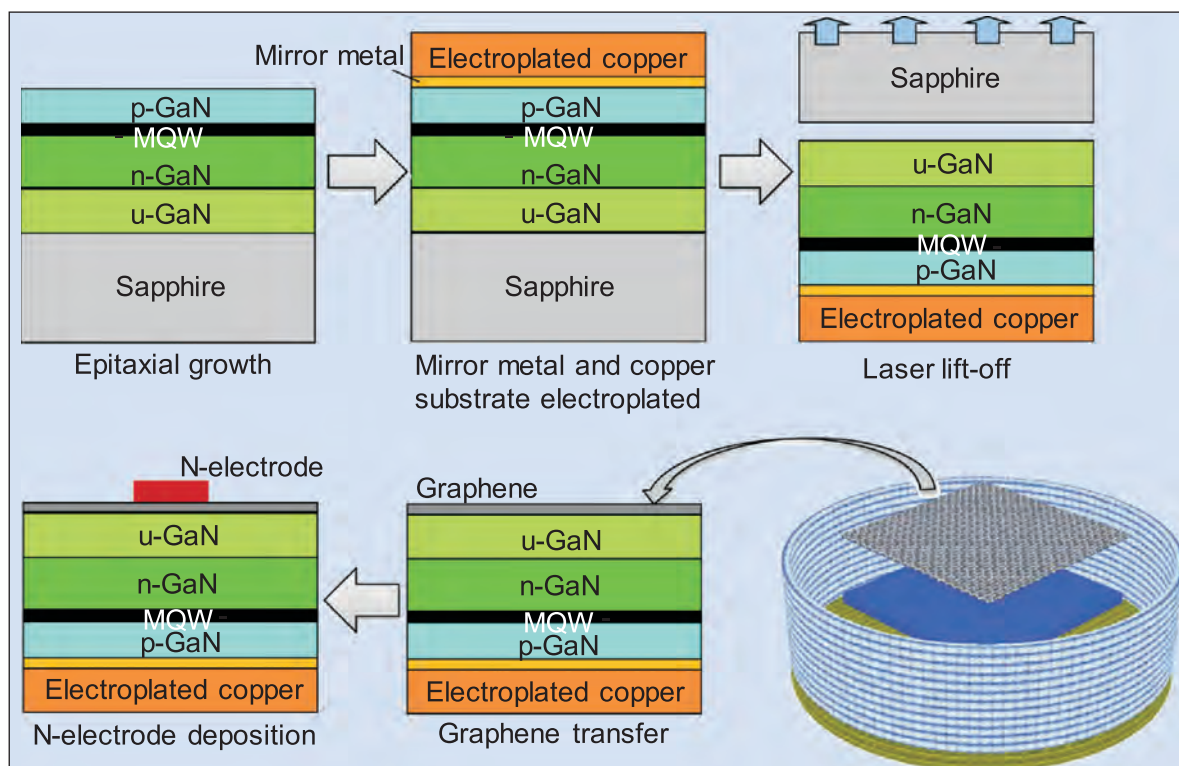 p-GaN
MQW
n-GaN
u-GaN
Sapphire
Epitaxial growth
Mirror metal
Electroplated copper
p-GaN
MQW
n-GaN
u-GaN
Sapphire
Mirror metal and copper
substrate electroplated
Sapphire
u-GaN
n-GaN
MQW
p-GaN
Electroplated copper
Laser lift-off
Graphene
u-GaN
n-GaN
MQW
p-GaN
Electroplated copper
Graphene transfer
N-electrode
u-GaN
n-GaN
MQW
p-GaN
Electroplated copper
N-electrode deposition